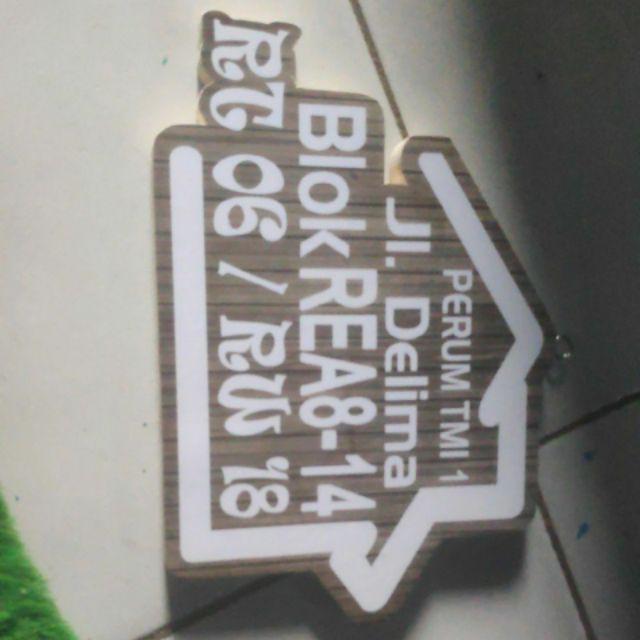 PERUM TMI 1
Jl. Delima
Blok REA8-14
RT 06 / RW 18